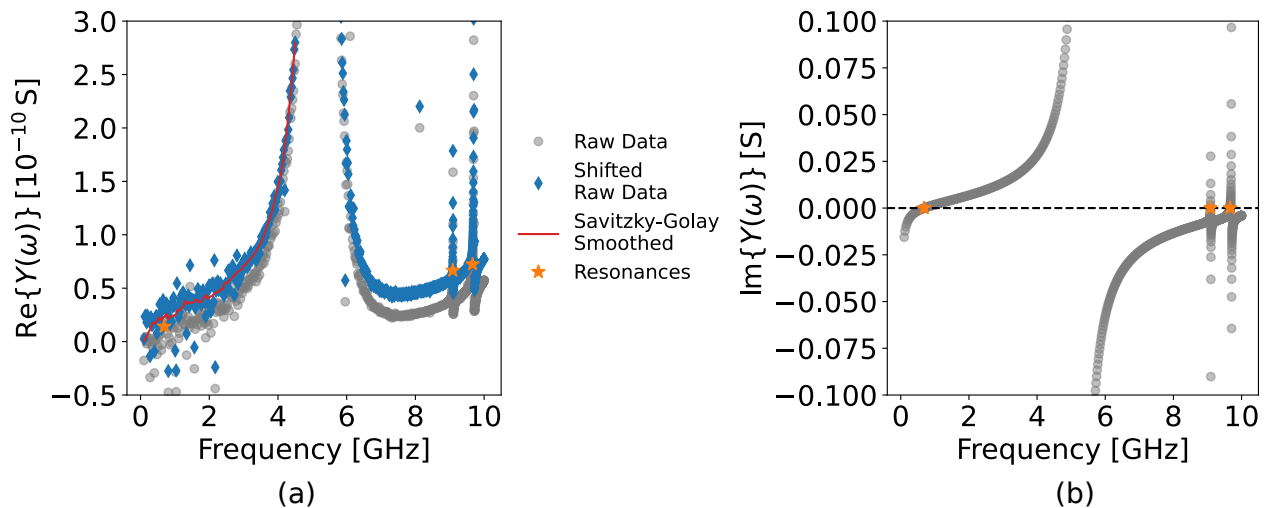 Re{Y(ω)} [10⁻¹⁰ S]
3.0
2.5
2.0
1.5
1.0
0.5
0.0
−0.5
0 2 4 6 8 10
Frequency [GHz]
(a)
Raw Data
Shifted
Raw Data
Savitzky-Golay
Smoothed
Resonances
Im{Y(ω)} [S]
0.100
0.075
0.050
0.025
0.000
−0.025
−0.050
−0.075
−0.100
0 2 4 6 8 10
Frequency [GHz]
(b)